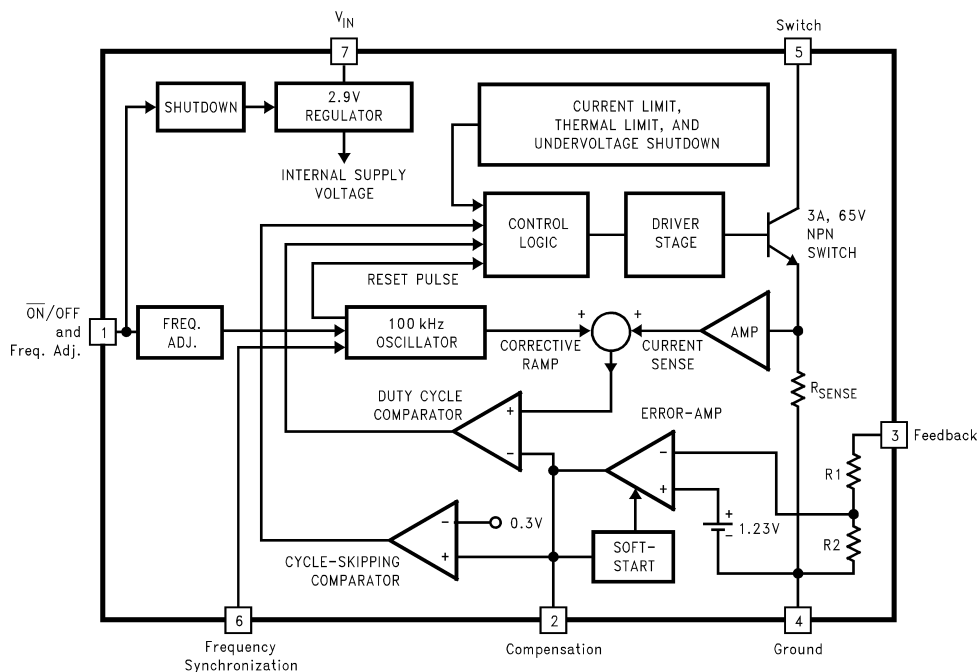 V_IN
Switch
7
5
SHUTDOWN
2.9V
REGULATOR
CURRENT LIMIT,
THERMAL LIMIT, AND
UNDERVOLTAGE SHUTDOWN
INTERNAL SUPPLY
VOLTAGE
CONTROL
LOGIC
DRIVER
STAGE
3A, 65V
NPN
SWITCH
RESET PULSE
O̅N̅/OFF
and
Freq. Adj.
1
FREQ.
ADJ.
100 kHz
OSCILLATOR
+
+
CORRECTIVE
RAMP
CURRENT
SENSE
AMP
R_SENSE
DUTY CYCLE
COMPARATOR
+
−
ERROR-AMP
−
+
3
Feedback
R1
+
1.23V
−
R2
−
0.3V
+
CYCLE-SKIPPING
COMPARATOR
SOFT-
START
6
2
4
Frequency
Synchronization
Compensation
Ground